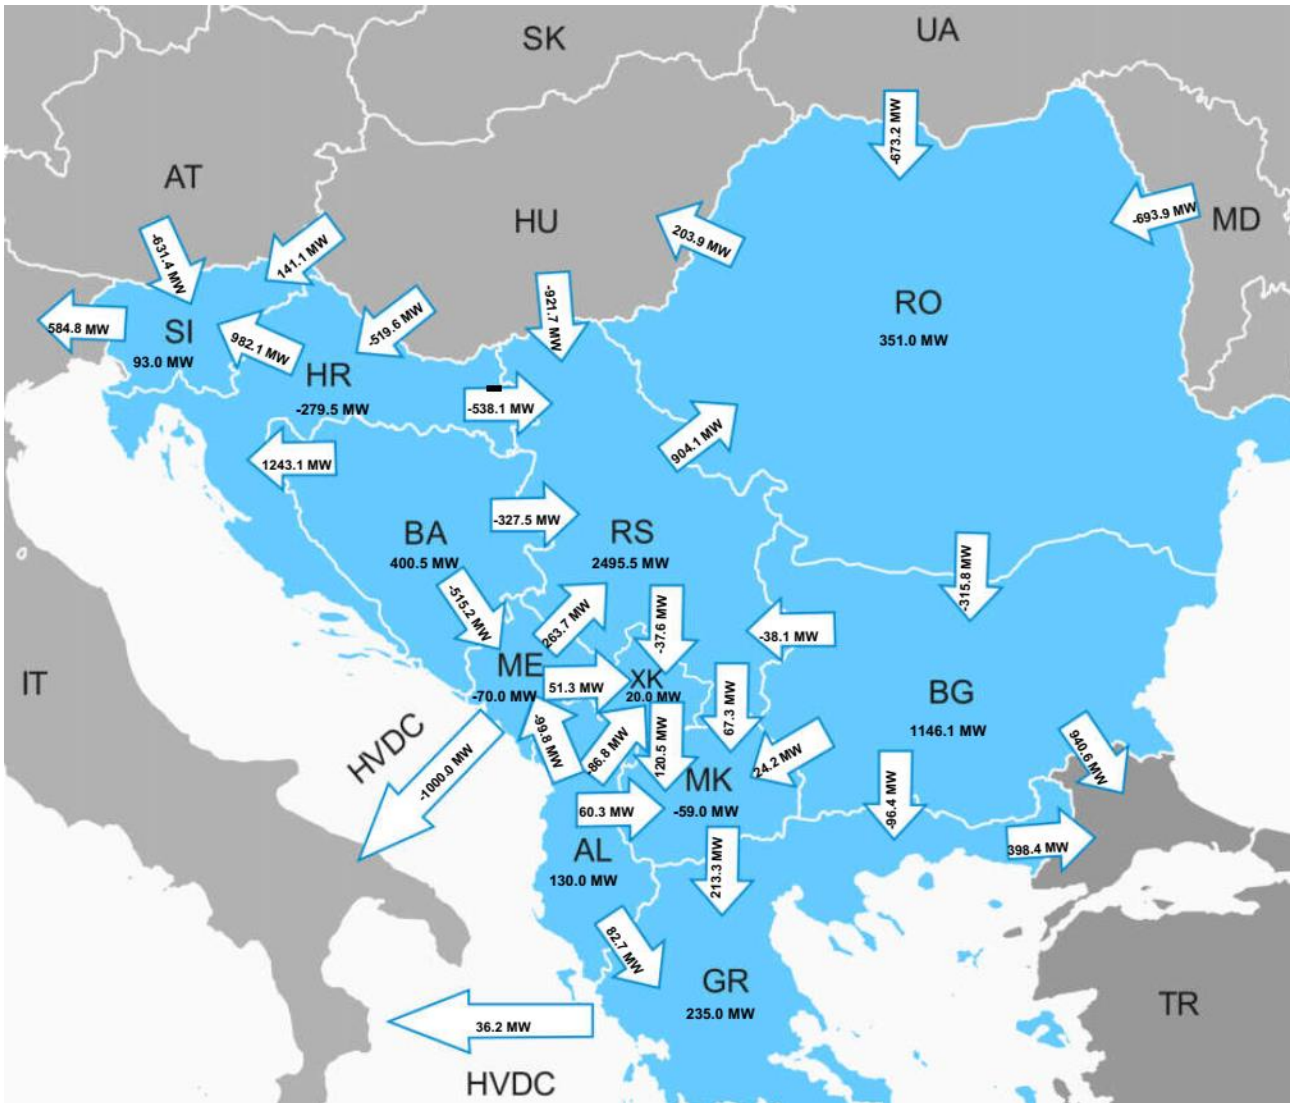 SK
UA
-673.2 MW
AT
HU
203.9 MW
-693.9 MW
MD
-631.4 MW
141.1 MW
584.8 MW
SI
93.0 MW
982.1 MW
-519.6 MW
-921.7 MW
RO
351.0 MW
HR
-279.5 MW
-538.1 MW
904.1 MW
1243.1 MW
BA
400.5 MW
-327.5 MW
RS
2495.5 MW
-315.8 MW
-515.2 MW
263.7 MW
-37.6 MW
-38.1 MW
IT
ME
-70.0 MW
51.3 MW
XK
20.0 MW
67.3 MW
BG
1146.1 MW
HVDC
-1000.0 MW
-99.8 MW
-86.8 MW
120.5 MW
24.2 MW
940.6 MW
MK
-59.0 MW
60.3 MW
-96.4 MW
398.4 MW
AL
130.0 MW
213.3 MW
82.7 MW
GR
235.0 MW
TR
36.2 MW
HVDC